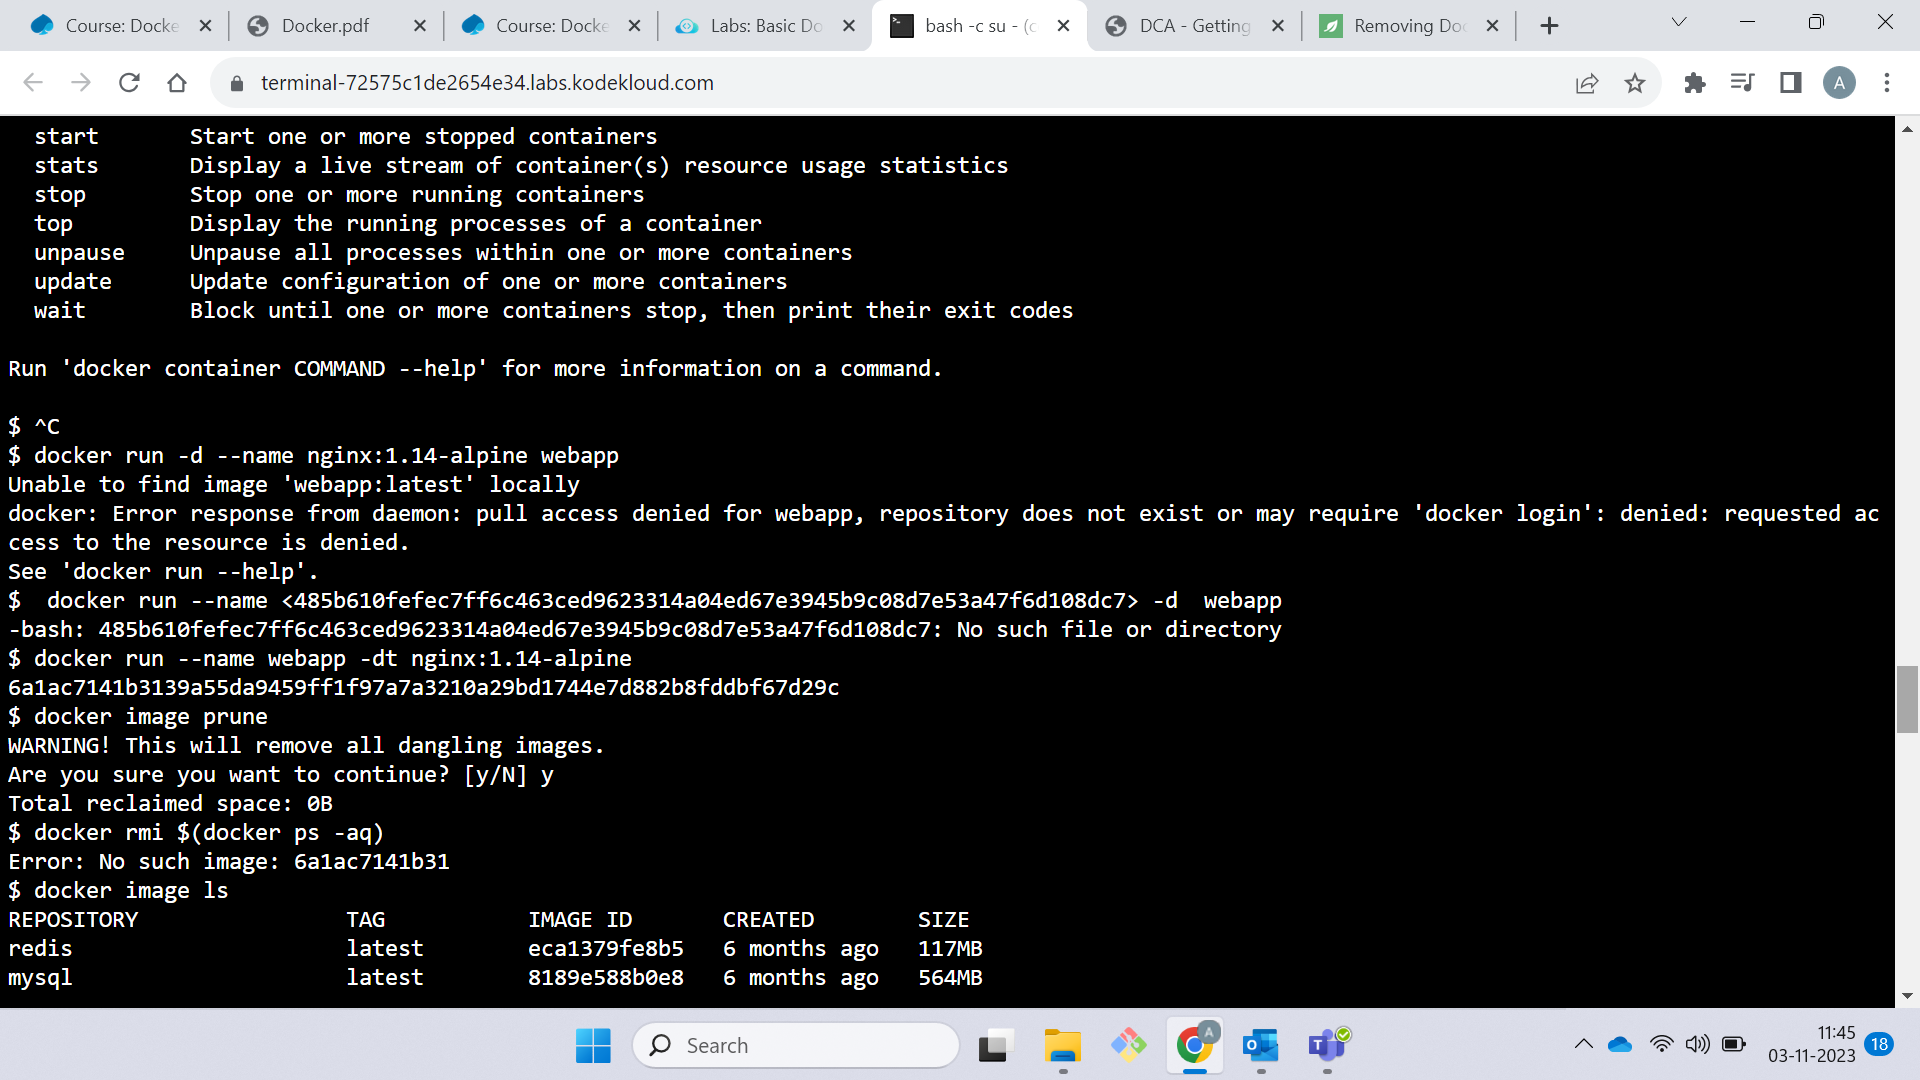 Course: Docke
Docker.pdf
Course: Docke
Labs: Basic Do
bash -c su - (c
DCA - Getting
Removing Doc
terminal-72575c1de2654e34.labs.kodekloud.com
A
start Start one or more stopped containers
stats Display a live stream of container(s) resource usage statistics
stop Stop one or more running containers
top Display the running processes of a container
unpause Unpause all processes within one or more containers
update Update configuration of one or more containers
wait Block until one or more containers stop, then print their exit codes
Run 'docker container COMMAND --help' for more information on a command.
$ ^C
$ docker run -d --name nginx:1.14-alpine webapp
Unable to find image 'webapp:latest' locally
docker: Error response from daemon: pull access denied for webapp, repository does not exist or may require 'docker login': denied: requested ac
cess to the resource is denied.
See 'docker run --help'.
$  docker run --name <485b610fefec7ff6c463ced9623314a04ed67e3945b9c08d7e53a47f6d108dc7> -d  webapp
-bash: 485b610fefec7ff6c463ced9623314a04ed67e3945b9c08d7e53a47f6d108dc7: No such file or directory
$ docker run --name webapp -dt nginx:1.14-alpine
6a1ac7141b3139a55da9459ff1f97a7a3210a29bd1744e7d882b8fddbf67d29c
$ docker image prune
WARNING! This will remove all dangling images.
Are you sure you want to continue? [y/N] y
Total reclaimed space: 0B
$ docker rmi $(docker ps -aq)
Error: No such image: 6a1ac7141b31
$ docker image ls
REPOSITORY TAG IMAGE ID CREATED SIZE
redis latest eca1379fe8b5 6 months ago 117MB
mysql latest 8189e588b0e8 6 months ago 564MB
Search
A
11:45
03-11-2023
18